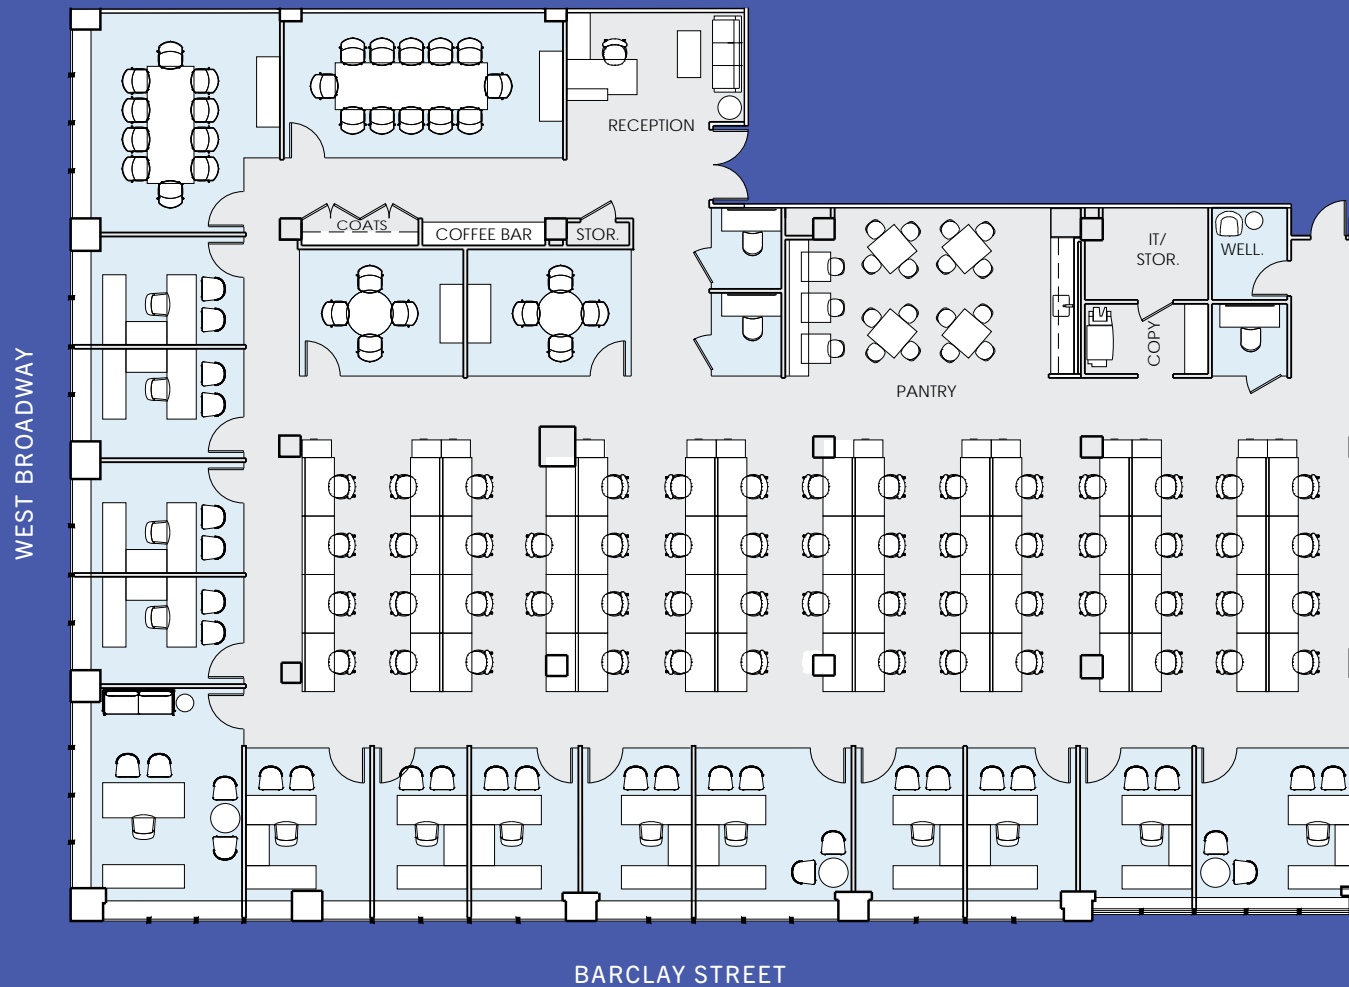 RECEPTION
COATS
COFFEE BAR
STOR.
IT/
STOR.
WELL.
COPY
PANTRY
WEST BROADWAY
BARCLAY STREET